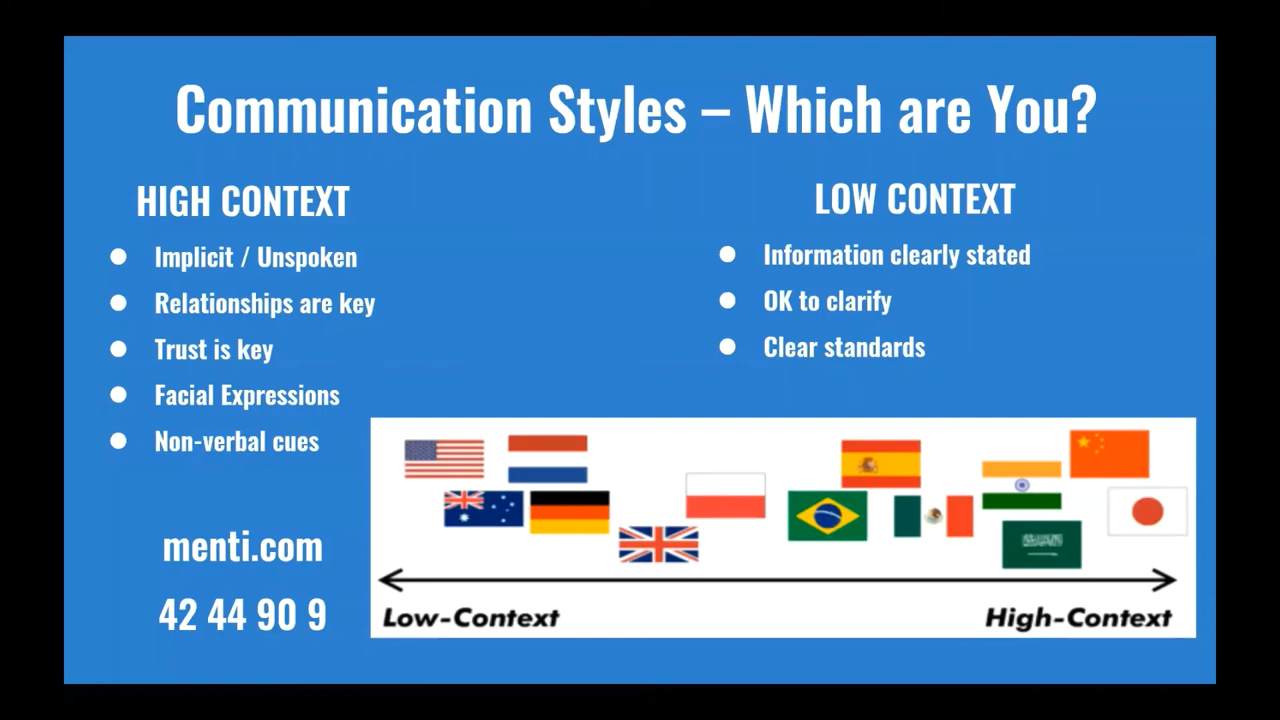 Communication Styles – Which are You?
HIGH CONTEXT
● Implicit / Unspoken
● Relationships are key
● Trust is key
● Facial Expressions
● Non-verbal cues
LOW CONTEXT
● Information clearly stated
● OK to clarify
● Clear standards
menti.com
42 44 90 9
Low-Context
High-Context